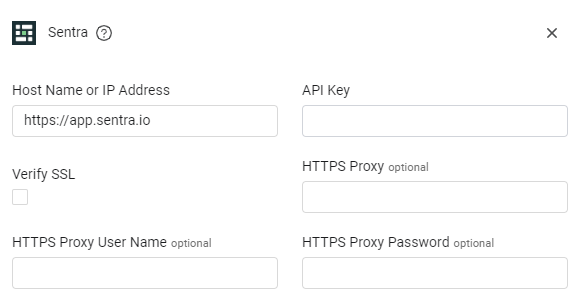 Sentra ?
Host Name or IP Address
https://app.sentra.io
API Key
Verify SSL
HTTPS Proxy optional
HTTPS Proxy User Name optional
HTTPS Proxy Password optional